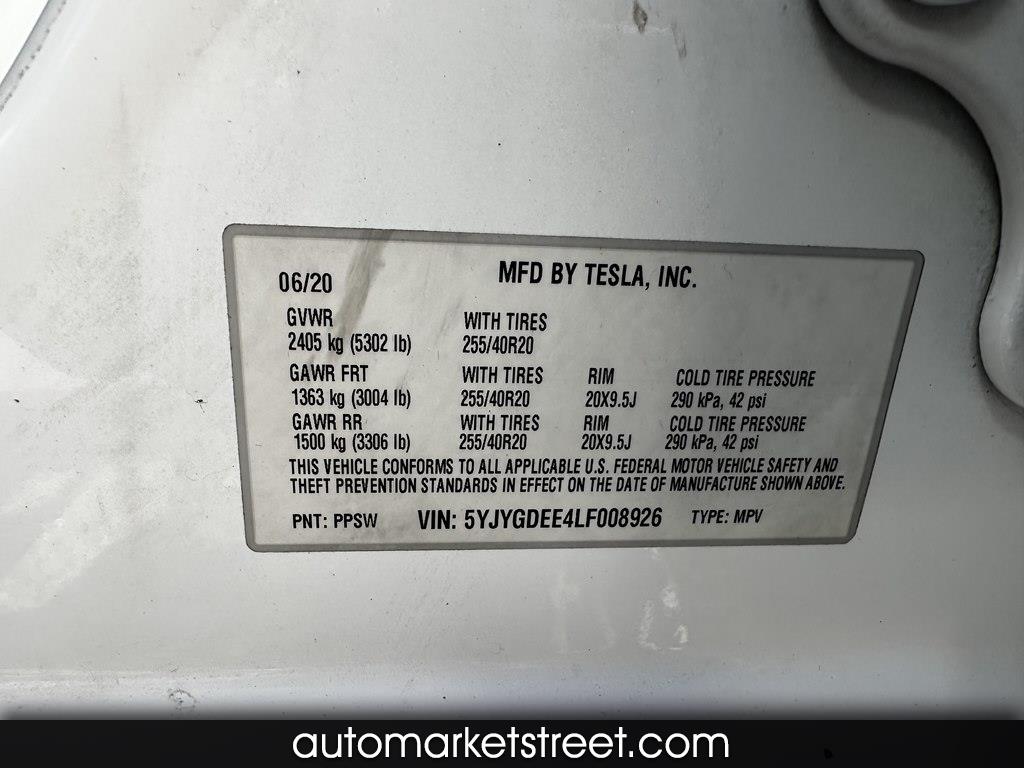 06/20 MFD BY TESLA, INC.
GVWR WITH TIRES
2405 kg (5302 lb) 255/40R20
GAWR FRT WITH TIRES RIM COLD TIRE PRESSURE
1363 kg (3004 lb) 255/40R20 20X9.5J 290 kPa, 42 psi
GAWR RR WITH TIRES RIM COLD TIRE PRESSURE
1500 kg (3306 lb) 255/40R20 20X9.5J 290 kPa, 42 psi
THIS VEHICLE CONFORMS TO ALL APPLICABLE U.S. FEDERAL MOTOR VEHICLE SAFETY AND
THEFT PREVENTION STANDARDS IN EFFECT ON THE DATE OF MANUFACTURE SHOWN ABOVE.
PNT: PPSW VIN: 5YJYGDEE4LF008926 TYPE: MPV
automarketstreet.com